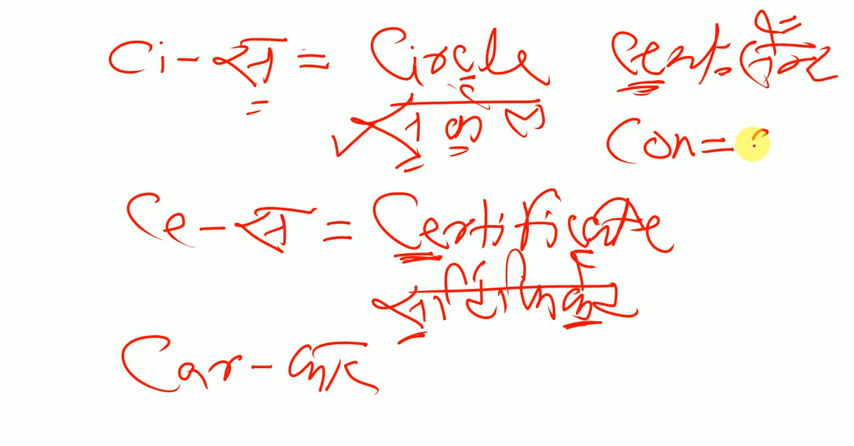 Ci - स = Circle
सर्कल
Cent. सेंट
Con =
Ce - स = Certificate
सर्टिफिकेट
Car - कार